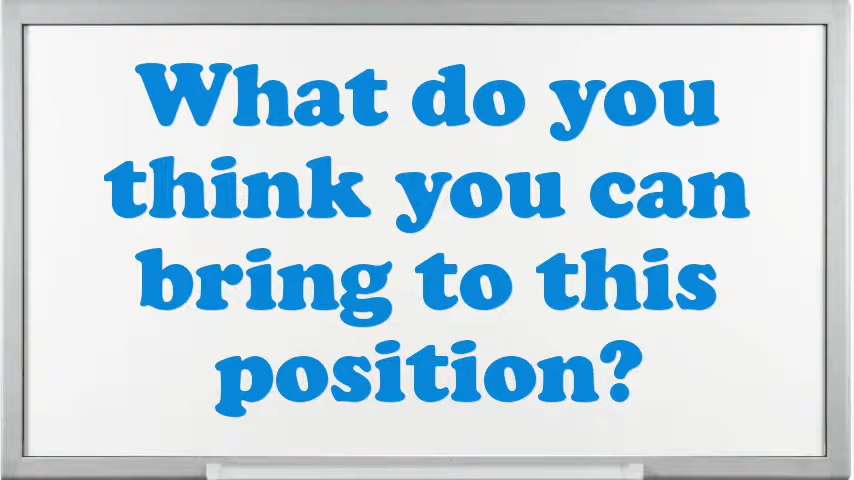 What do you
think you can
bring to this
position?